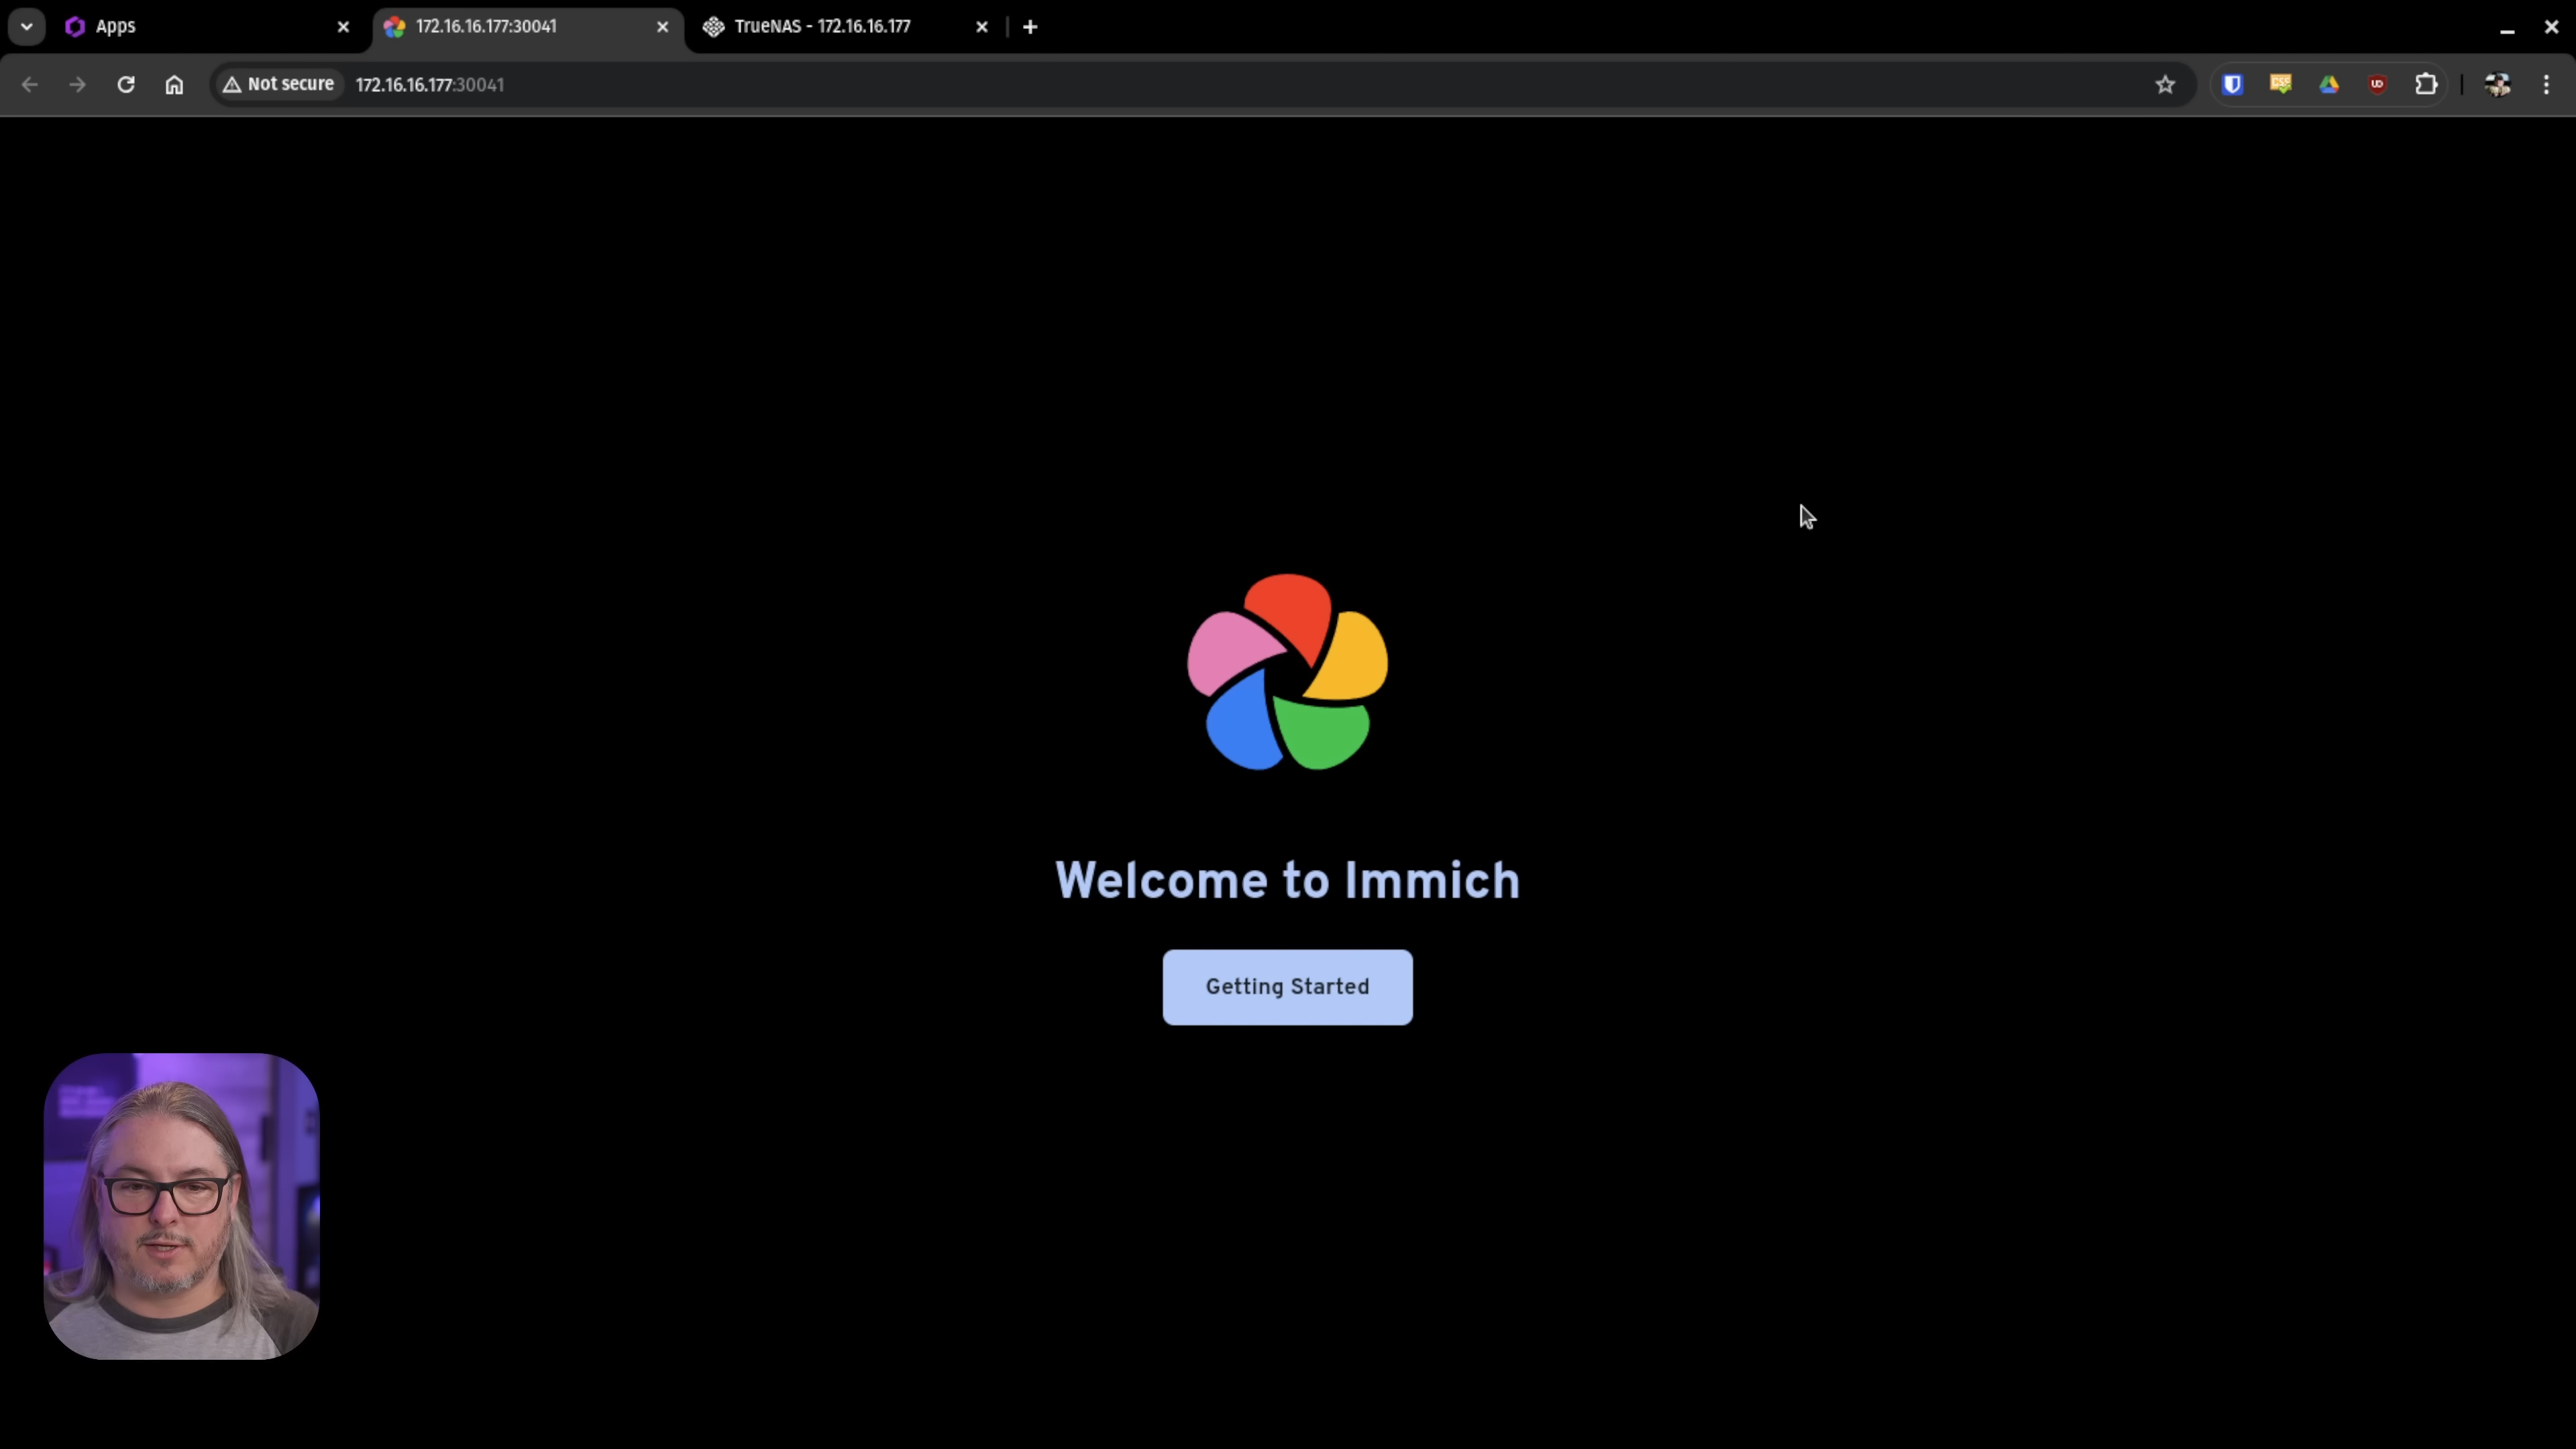 Apps
172.16.16.177:30041
TrueNAS - 172.16.16.177
Not secure
172.16.16.177:30041
Welcome to Immich
Getting Started